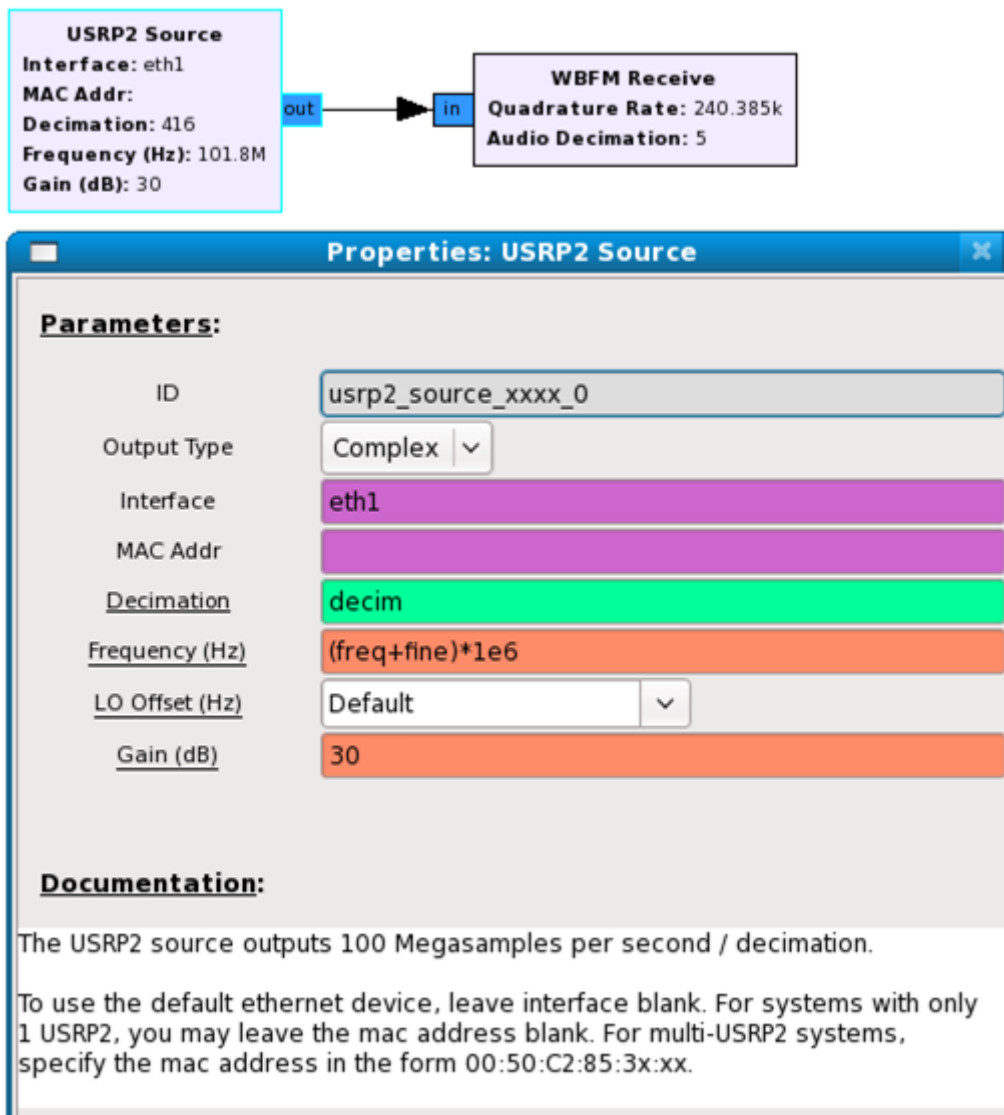 USRP2 Source
Interface: eth1
MAC Addr:
Decimation: 416
Frequency (Hz): 101.8M
Gain (dB): 30
out
in
WBFM Receive
Quadrature Rate: 240.385k
Audio Decimation: 5
Properties: USRP2 Source
Parameters:
ID usrp2_source_xxxx_0
Output Type Complex
Interface eth1
MAC Addr
Decimation decim
Frequency (Hz) (freq+fine)*1e6
LO Offset (Hz) Default
Gain (dB) 30
Documentation:
The USRP2 source outputs 100 Megasamples per second / decimation.
To use the default ethernet device, leave interface blank. For systems with only
1 USRP2, you may leave the mac address blank. For multi-USRP2 systems,
specify the mac address in the form 00:50:C2:85:3x:xx.